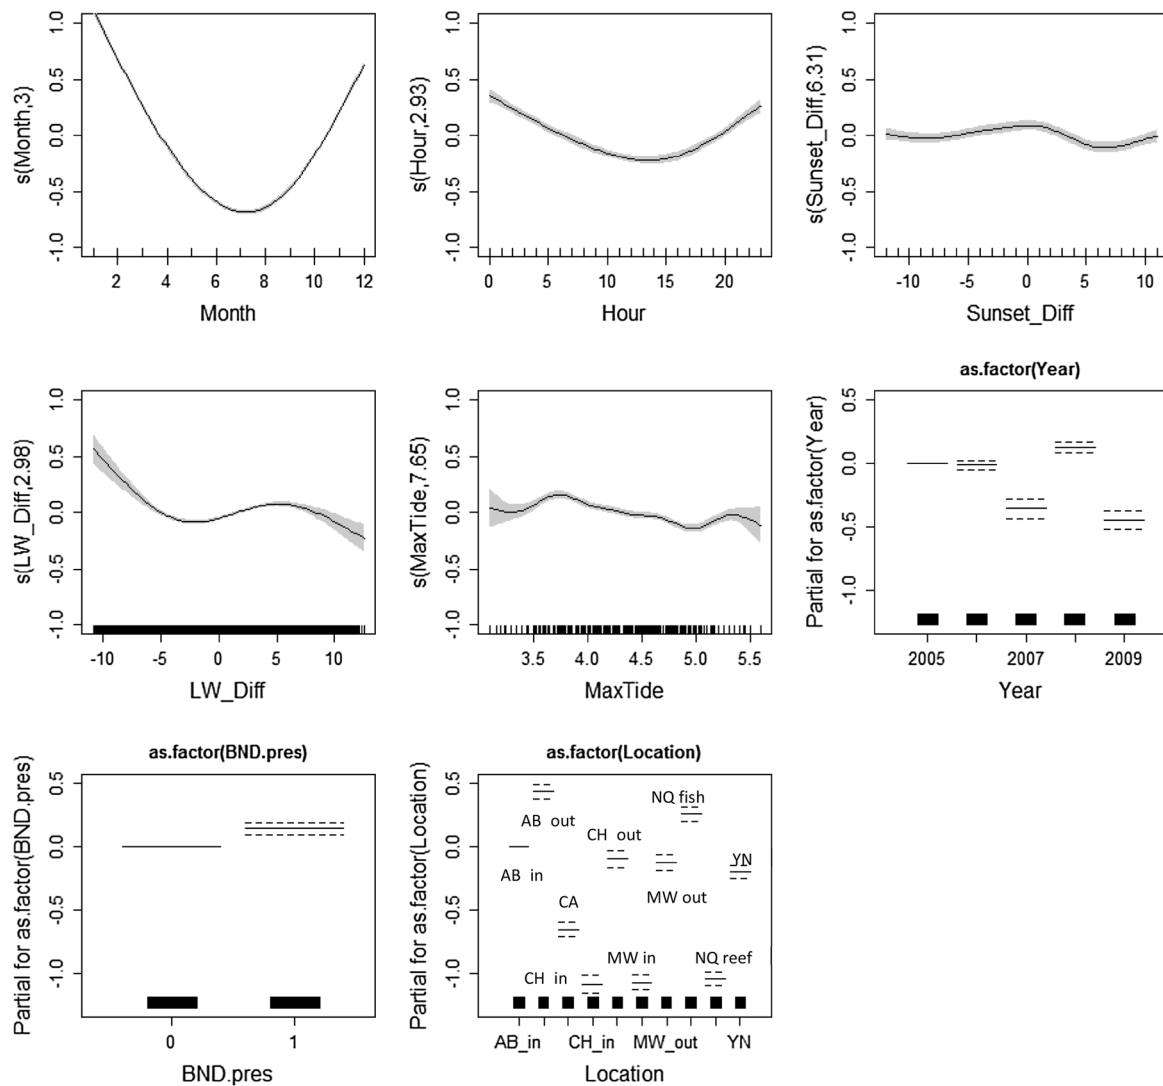 s(Month,3)
1.0
0.5
0.0
-0.5
-1.0
2 4 6 8 10 12
Month
s(Hour,2.93)
1.0
0.5
0.0
-0.5
-1.0
0 5 10 15 20
Hour
s(Sunset_Diff,6.31)
1.0
0.5
0.0
-0.5
-1.0
-10 -5 0 5 10
Sunset_Diff
s(LW_Diff,2.98)
1.0
0.5
0.0
-0.5
-1.0
-10 -5 0 5 10
LW_Diff
s(MaxTide,7.65)
1.0
0.5
0.0
-0.5
-1.0
3.5 4.0 4.5 5.0 5.5
MaxTide
as.factor(Year)
Partial for as.factor(Year)
0.5
0.0
-0.5
-1.0
2005 2007 2009
Year
as.factor(BND.pres)
Partial for as.factor(BND.pres)
0.5
0.0
-0.5
-1.0
0 1
BND.pres
as.factor(Location)
Partial for as.factor(Location)
0.5
0.0
-0.5
-1.0
NQ fish
AB out
CH out
YN
AB in
MW out
CA
MW in
NQ reef
CH in
AB_in CH_in MW_out YN
Location